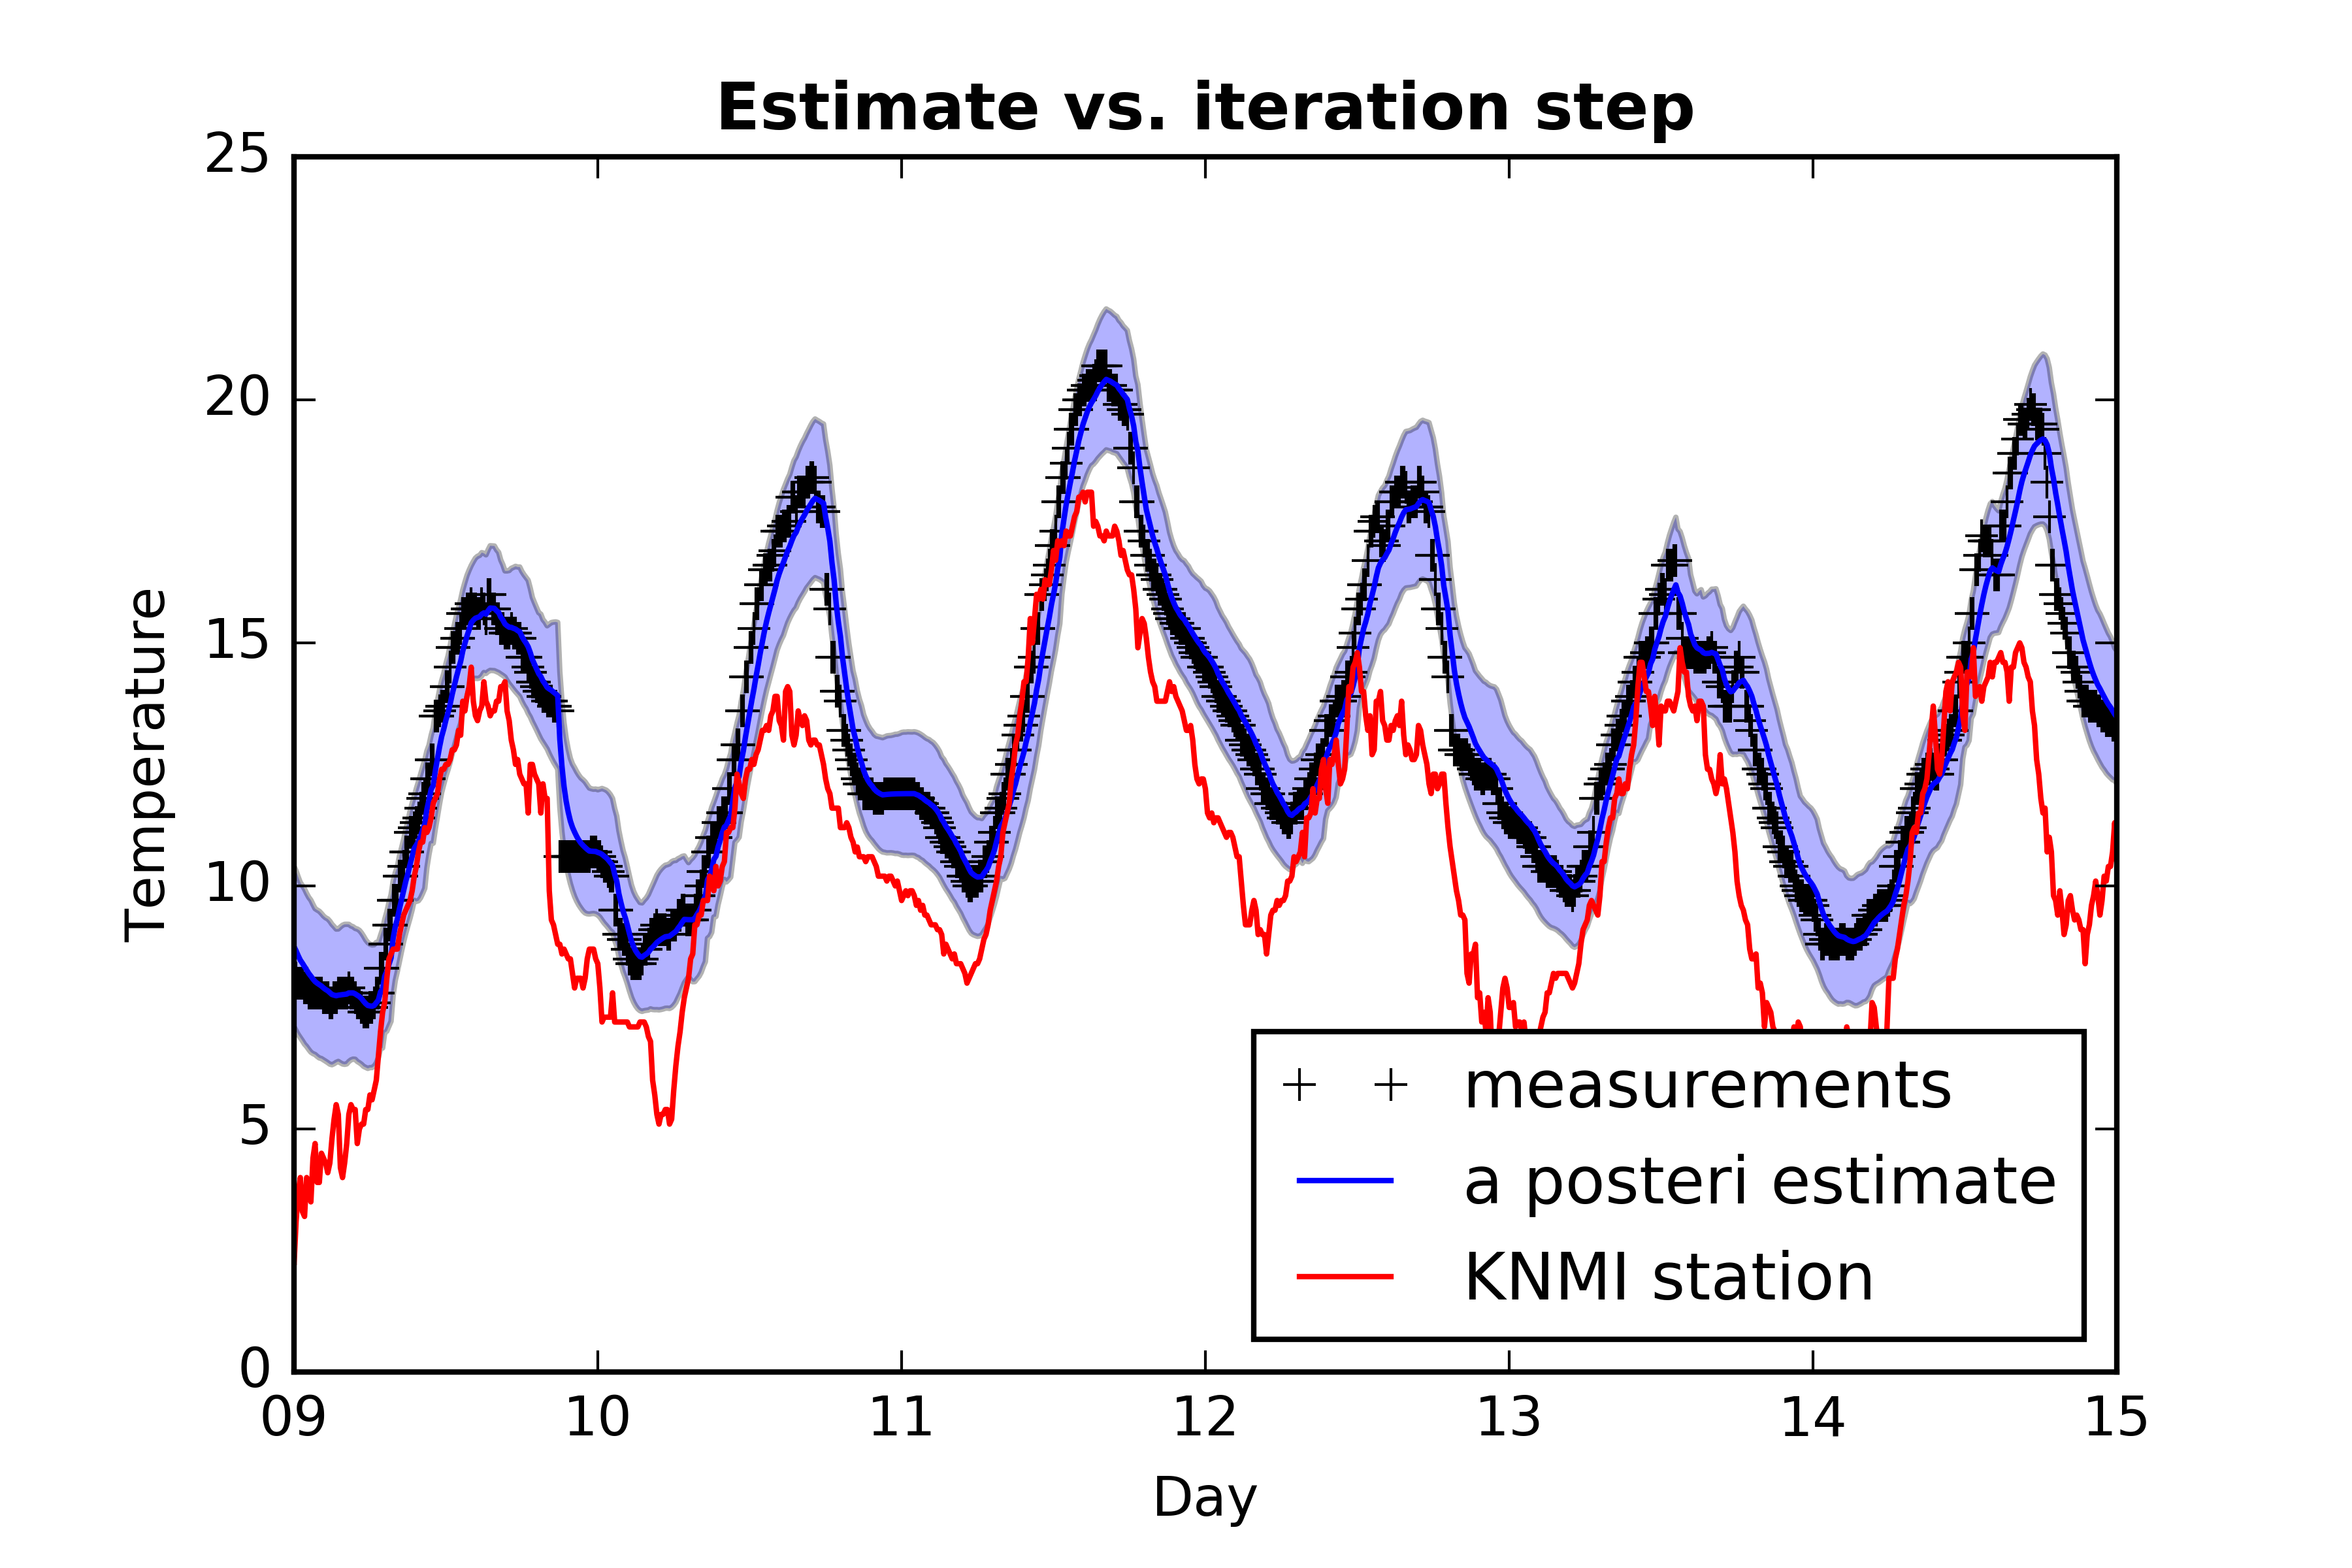 Estimate vs. iteration step
25
20
15
10
5
0
Temperature
09 10 11 12 13 14 15
Day
measurements
a posteri estimate
KNMI station